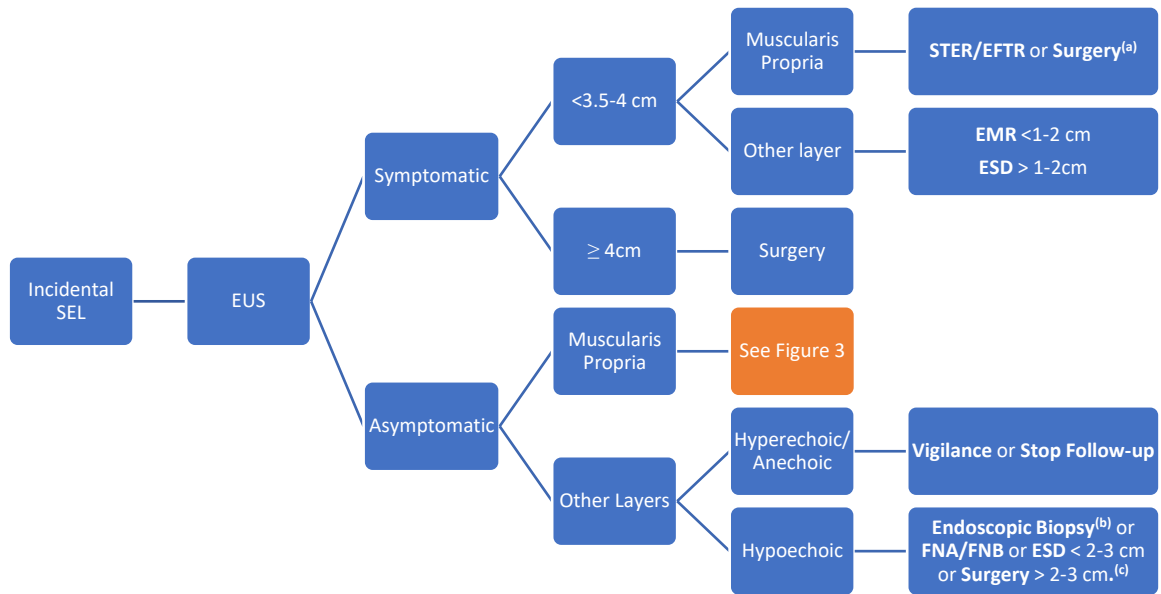 Incidental
SEL
EUS
Symptomatic
<3.5-4 cm
Muscularis
Propria
STER/EFTR or Surgery(a)
Other layer
EMR <1-2 cm
ESD > 1-2cm
≥ 4cm
Surgery
Asymptomatic
Muscularis
Propria
See Figure 3
Other Layers
Hyperechoic/
Anechoic
Vigilance or Stop Follow-up
Hypoechoic
Endoscopic Biopsy(b) or
FNA/FNB or ESD < 2-3 cm
or Surgery > 2-3 cm.(c)